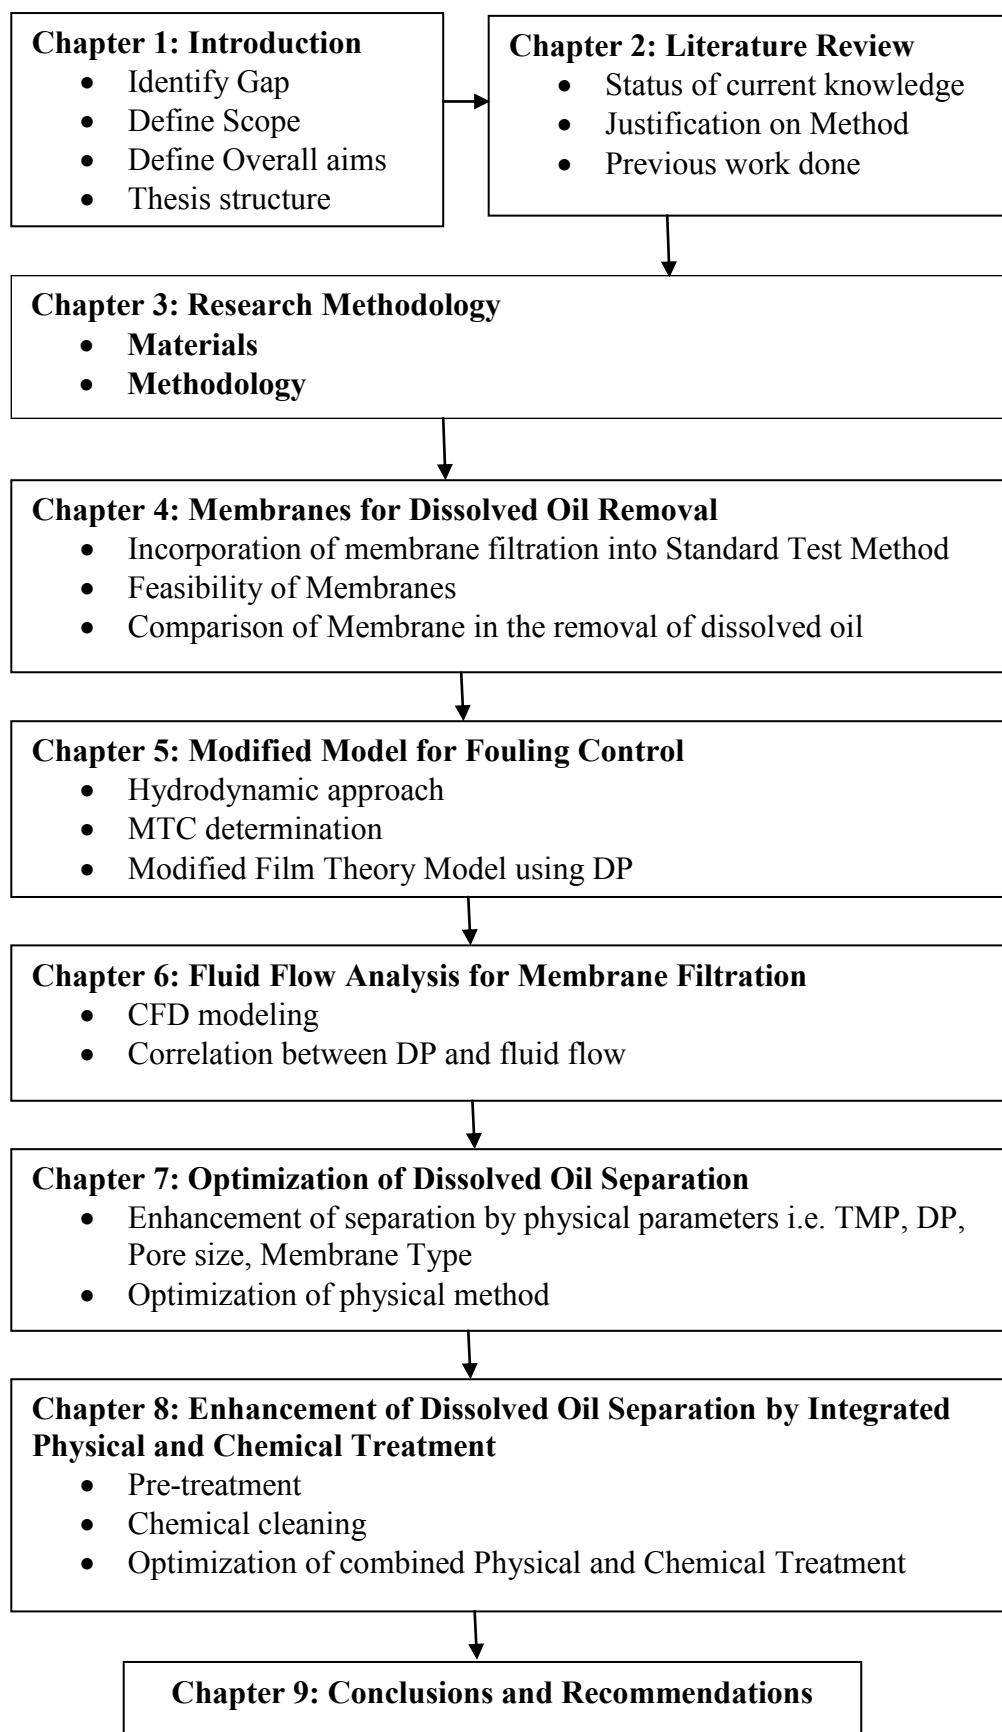 Chapter 1: Introduction
• Identify Gap
• Define Scope
• Define Overall aims
• Thesis structure
Chapter 2: Literature Review
• Status of current knowledge
• Justification on Method
• Previous work done
Chapter 3: Research Methodology
• Materials
• Methodology
Chapter 4: Membranes for Dissolved Oil Removal
• Incorporation of membrane filtration into Standard Test Method
• Feasibility of Membranes
• Comparison of Membrane in the removal of dissolved oil
Chapter 5: Modified Model for Fouling Control
• Hydrodynamic approach
• MTC determination
• Modified Film Theory Model using DP
Chapter 6: Fluid Flow Analysis for Membrane Filtration
• CFD modeling
• Correlation between DP and fluid flow
Chapter 7: Optimization of Dissolved Oil Separation
• Enhancement of separation by physical parameters i.e. TMP, DP,
Pore size, Membrane Type
• Optimization of physical method
Chapter 8: Enhancement of Dissolved Oil Separation by Integrated
Physical and Chemical Treatment
• Pre-treatment
• Chemical cleaning
• Optimization of combined Physical and Chemical Treatment
Chapter 9: Conclusions and Recommendations